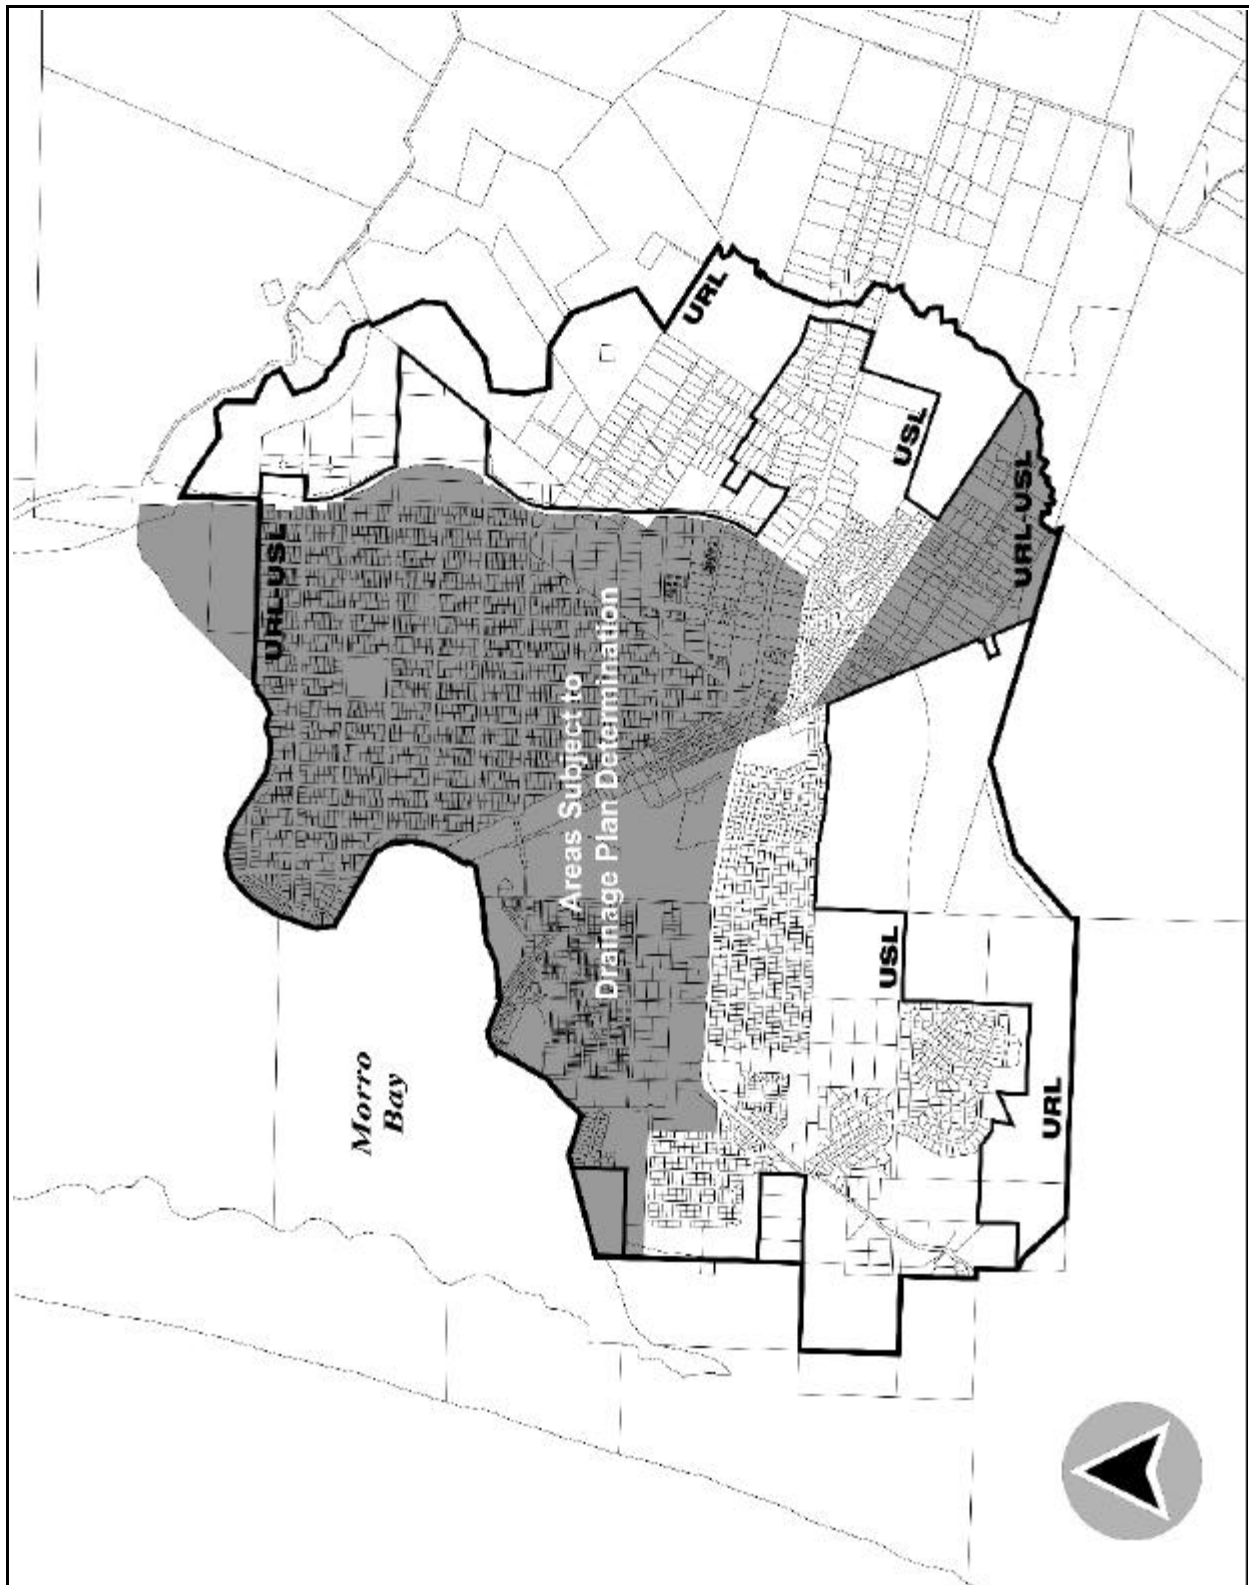 URL
USL
URL-USL
URL-USL
Areas Subject to
Drainage Plan Determination
USL
Morro
Bay
URL